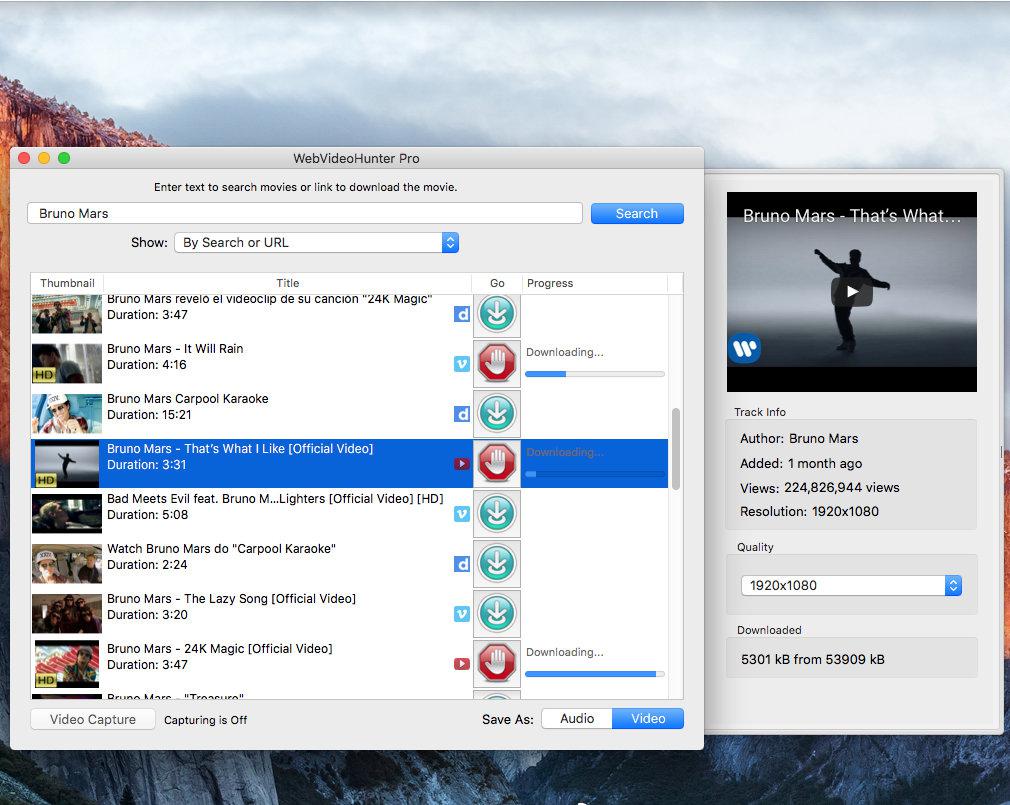 WebVideoHunter Pro
Enter text to search movies or link to download the movie.
Bruno Mars
Search
Show: By Search or URL
Thumbnail Title Go Progress
Bruno Mars reveló el videoclip de su canción "24K Magic"
Duration: 3:47
d
Bruno Mars - It Will Rain
Duration: 4:16
HD
v
Downloading...
Bruno Mars Carpool Karaoke
Duration: 15:21
d
Bruno Mars - That's What I Like [Official Video]
Duration: 3:31
HD
Downloading...
Bad Meets Evil feat. Bruno M...Lighters [Official Video] [HD]
Duration: 5:08
v
Watch Bruno Mars do "Carpool Karaoke"
Duration: 2:24
d
Bruno Mars - The Lazy Song [Official Video]
Duration: 3:20
v
Bruno Mars - 24K Magic [Official Video]
Duration: 3:47
HD
Downloading...
Bruno Mars - "Treasure"
Video Capture
Capturing is Off
Save As: Audio Video
Bruno Mars - That's What...
Track Info
Author: Bruno Mars
Added: 1 month ago
Views: 224,826,944 views
Resolution: 1920x1080
Quality
1920x1080
Downloaded
5301 kB from 53909 kB